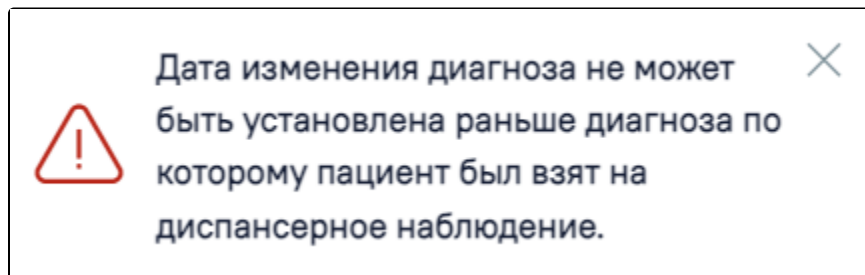 Дата изменения диагноза не может
быть установлена раньше диагноза по
которому пациент был взят на
диспансерное наблюдение.